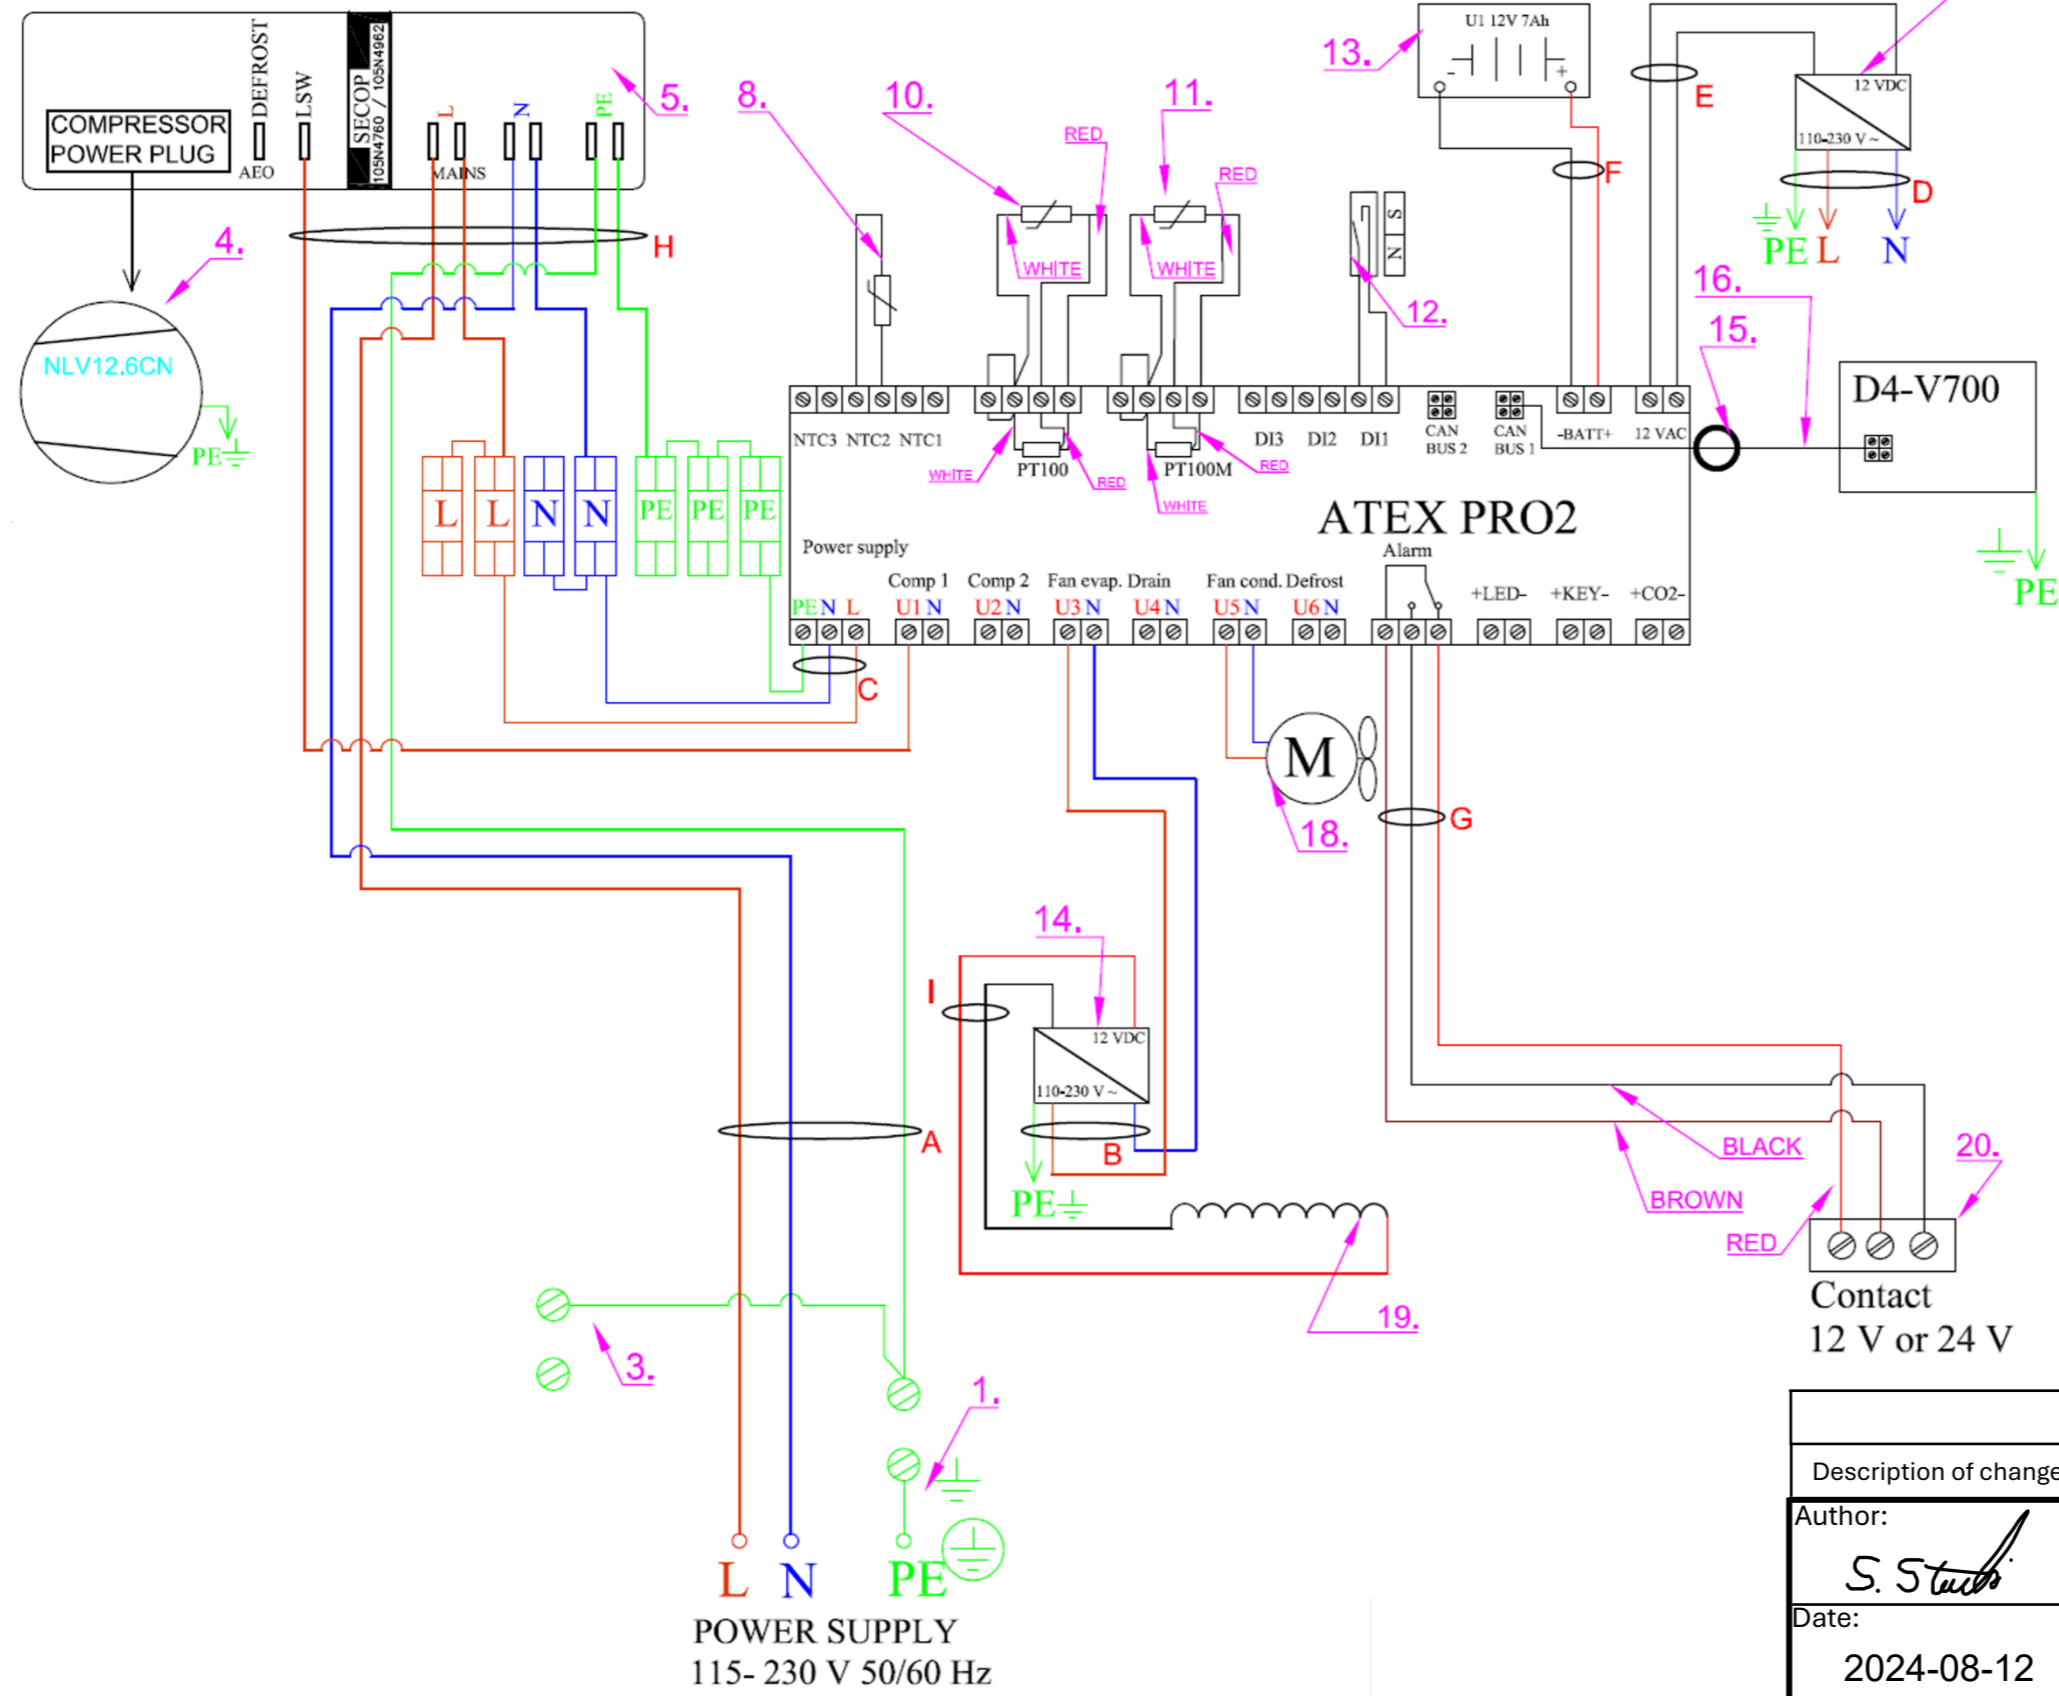 U1 12V 7Ah
- +
13.
12 VDC
110-230 V ~
E
F
D
PE L N
DEFROST
LSW
SECOP
105N4760 / 105N4962
L
N
PE
5.
COMPRESSOR
POWER PLUG
AEO
MAINS
H
4.
NLV12.6CN
PE
8.
10.
11.
RED
RED
WHITE
WHITE
S
N
12.
16.
15.
D4-V700
PE
L L N N PE PE PE
NTC3 NTC2 NTC1
PT100
PT100M
WHITE
RED
WHITE
RED
DI3 DI2 DI1
CAN
BUS 2
CAN
BUS 1
-BATT+
12 VAC
ATEX PRO2
Power supply
Alarm
Comp 1 Comp 2 Fan evap. Drain Fan cond. Defrost
PE N L U1 N U2 N U3 N U4 N U5 N U6 N
+LED- +KEY- +CO2-
C
M
18.
G
14.
I
12 VDC
110-230 V ~
B
PE
A
BLACK
BROWN
RED
20.
19.
Contact
12 V or 24 V
3.
1.
L N PE
POWER SUPPLY
115- 230 V 50/60 Hz
Description of change
Author:
Date:
2024-08-12